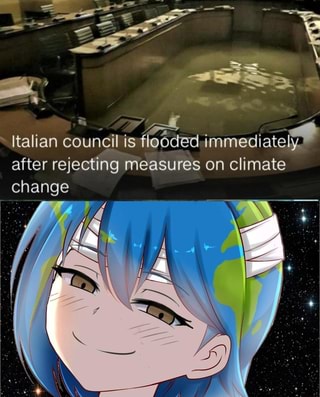 Italian council is flooded immediately
after rejecting measures on climate
change